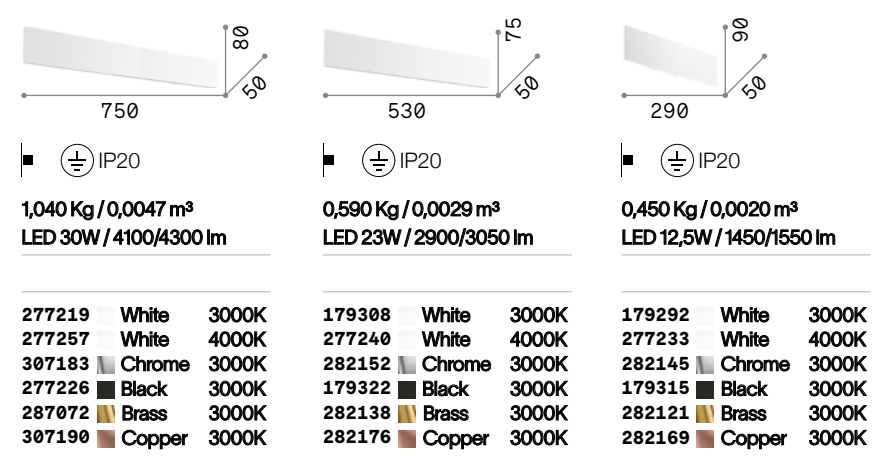 80
50
750
IP20
1,040 Kg / 0,0047 m³
LED 30W / 4100/4300 lm
277219 White 3000K
277257 White 4000K
307183 Chrome 3000K
277226 Black 3000K
287072 Brass 3000K
307190 Copper 3000K
75
50
530
IP20
0,590 Kg / 0,0029 m³
LED 23W / 2900/3050 lm
179308 White 3000K
277240 White 4000K
282152 Chrome 3000K
179322 Black 3000K
282138 Brass 3000K
282176 Copper 3000K
90
50
290
IP20
0,450 Kg / 0,0020 m³
LED 12,5W / 1450/1550 lm
179292 White 3000K
277233 White 4000K
282145 Chrome 3000K
179315 Black 3000K
282121 Brass 3000K
282169 Copper 3000K